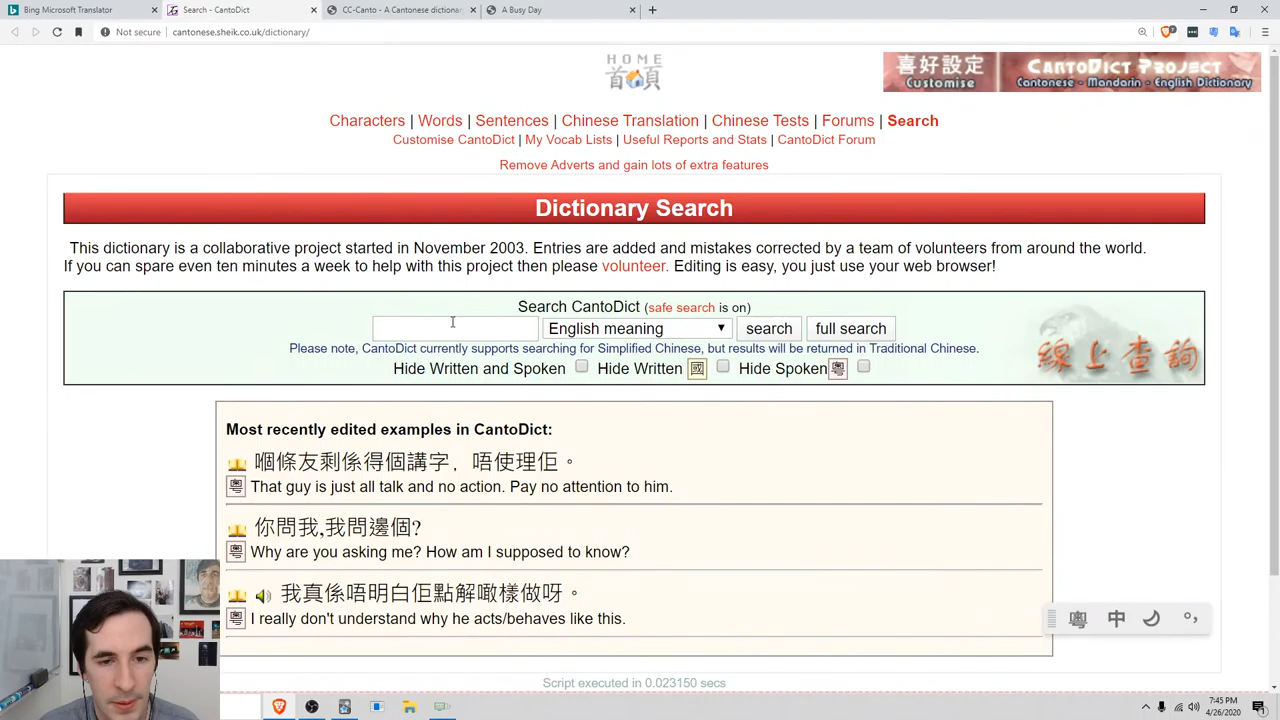 Bing Microsoft Translator
Search - CantoDict
CC-Canto - A Cantonese dictionar
A Busy Day
Not secure cantonese.sheik.co.uk/dictionary/
HOME
首頁
喜好設定
Customise
CANTODICT PROJECT
Cantonese - Mandarin - English Dictionary
Characters | Words | Sentences | Chinese Translation | Chinese Tests | Forums | Search
Customise CantoDict | My Vocab Lists | Useful Reports and Stats | CantoDict Forum
Remove Adverts and gain lots of extra features
Dictionary Search
This dictionary is a collaborative project started in November 2003. Entries are added and mistakes corrected by a team of volunteers from around the world.
If you can spare even ten minutes a week to help with this project then please volunteer. Editing is easy, you just use your web browser!
Search CantoDict (safe search is on)
English meaning search full search
Please note, CantoDict currently supports searching for Simplified Chinese, but results will be returned in Traditional Chinese.
Hide Written and Spoken Hide Written 國 Hide Spoken 粵
線上查詢
Most recently edited examples in CantoDict:
嗰條友剩係得個講字，唔使理佢。
粵 That guy is just all talk and no action. Pay no attention to him.
你問我,我問邊個?
粵 Why are you asking me? How am I supposed to know?
我真係唔明白佢點解噉樣做呀。
粵 I really don't understand why he acts/behaves like this.
粵 中
Script executed in 0.023150 secs
7:45 PM
4/26/2020